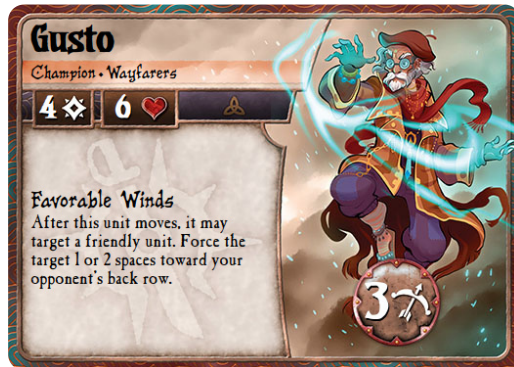 Gusto
Champion • Wayfarers
4 6
Favorable Winds
After this unit moves, it may
target a friendly unit. Force the
target 1 or 2 spaces toward your
opponent's back row.
3